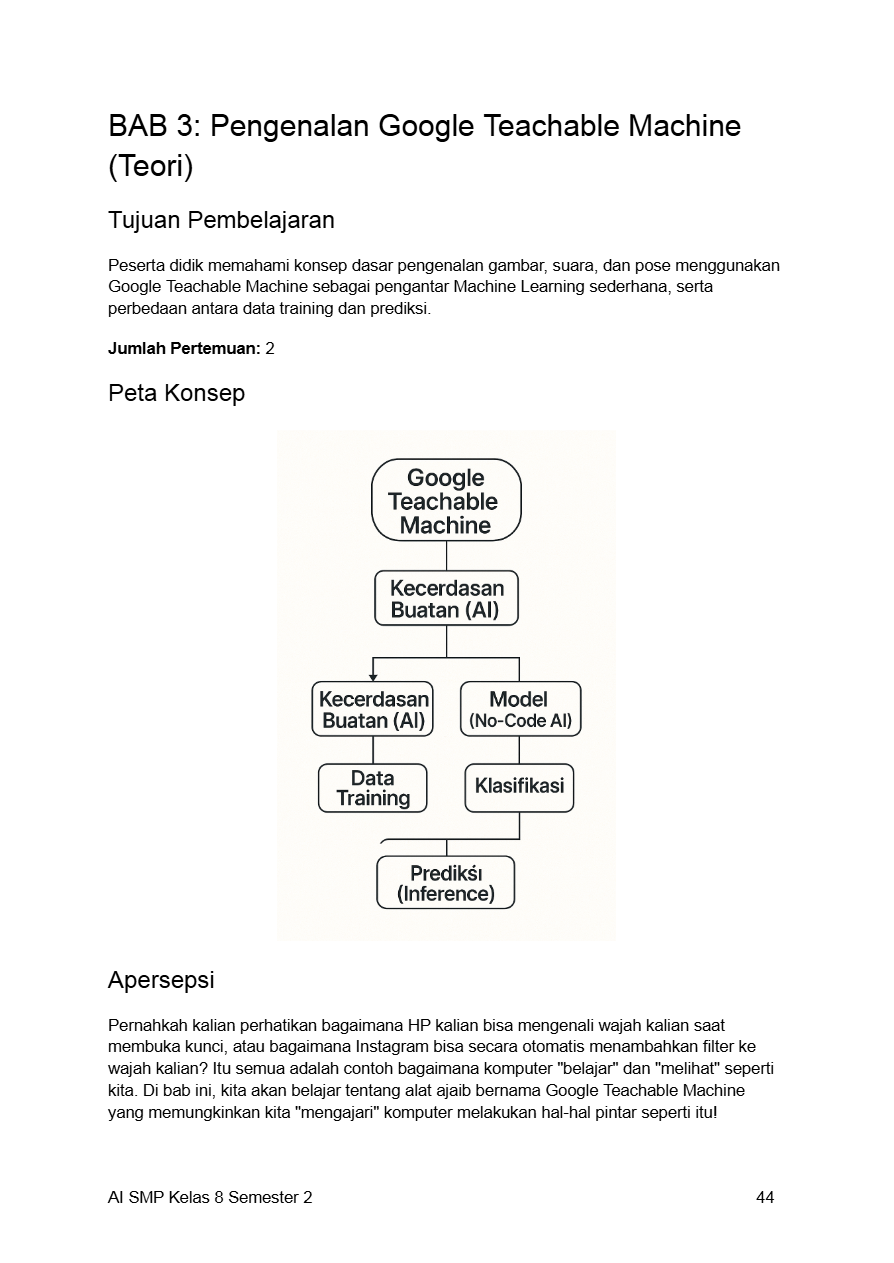 BAB 3: Pengenalan Google Teachable Machine
(Teori)
Tujuan Pembelajaran
Peserta didik memahami konsep dasar pengenalan gambar, suara, dan pose menggunakan
Google Teachable Machine sebagai pengantar Machine Learning sederhana, serta
perbedaan antara data training dan prediksi.
Jumlah Pertemuan: 2
Peta Konsep
Google
Teachable
Machine
Kecerdasan
Buatan (AI)
Kecerdasan
Buatan (AI)
Model
(No-Code AI)
Data
Training
Klasifikasi
Predikśı
(Inference)
Apersepsi
Pernahkah kalian perhatikan bagaimana HP kalian bisa mengenali wajah kalian saat
membuka kunci, atau bagaimana Instagram bisa secara otomatis menambahkan filter ke
wajah kalian? Itu semua adalah contoh bagaimana komputer "belajar" dan "melihat" seperti
kita. Di bab ini, kita akan belajar tentang alat ajaib bernama Google Teachable Machine
yang memungkinkan kita "mengajari" komputer melakukan hal-hal pintar seperti itu!
AI SMP Kelas 8 Semester 2
44